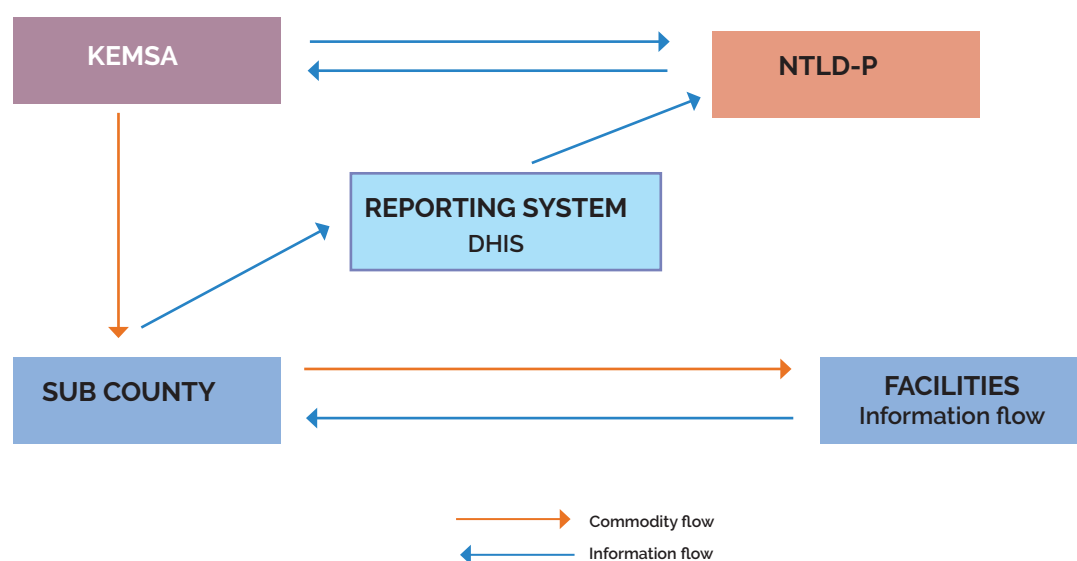 KEMSA
NTLD-P
REPORTING SYSTEM
DHIS
SUB COUNTY
FACILITIES
Information flow
Commodity flow
Information flow